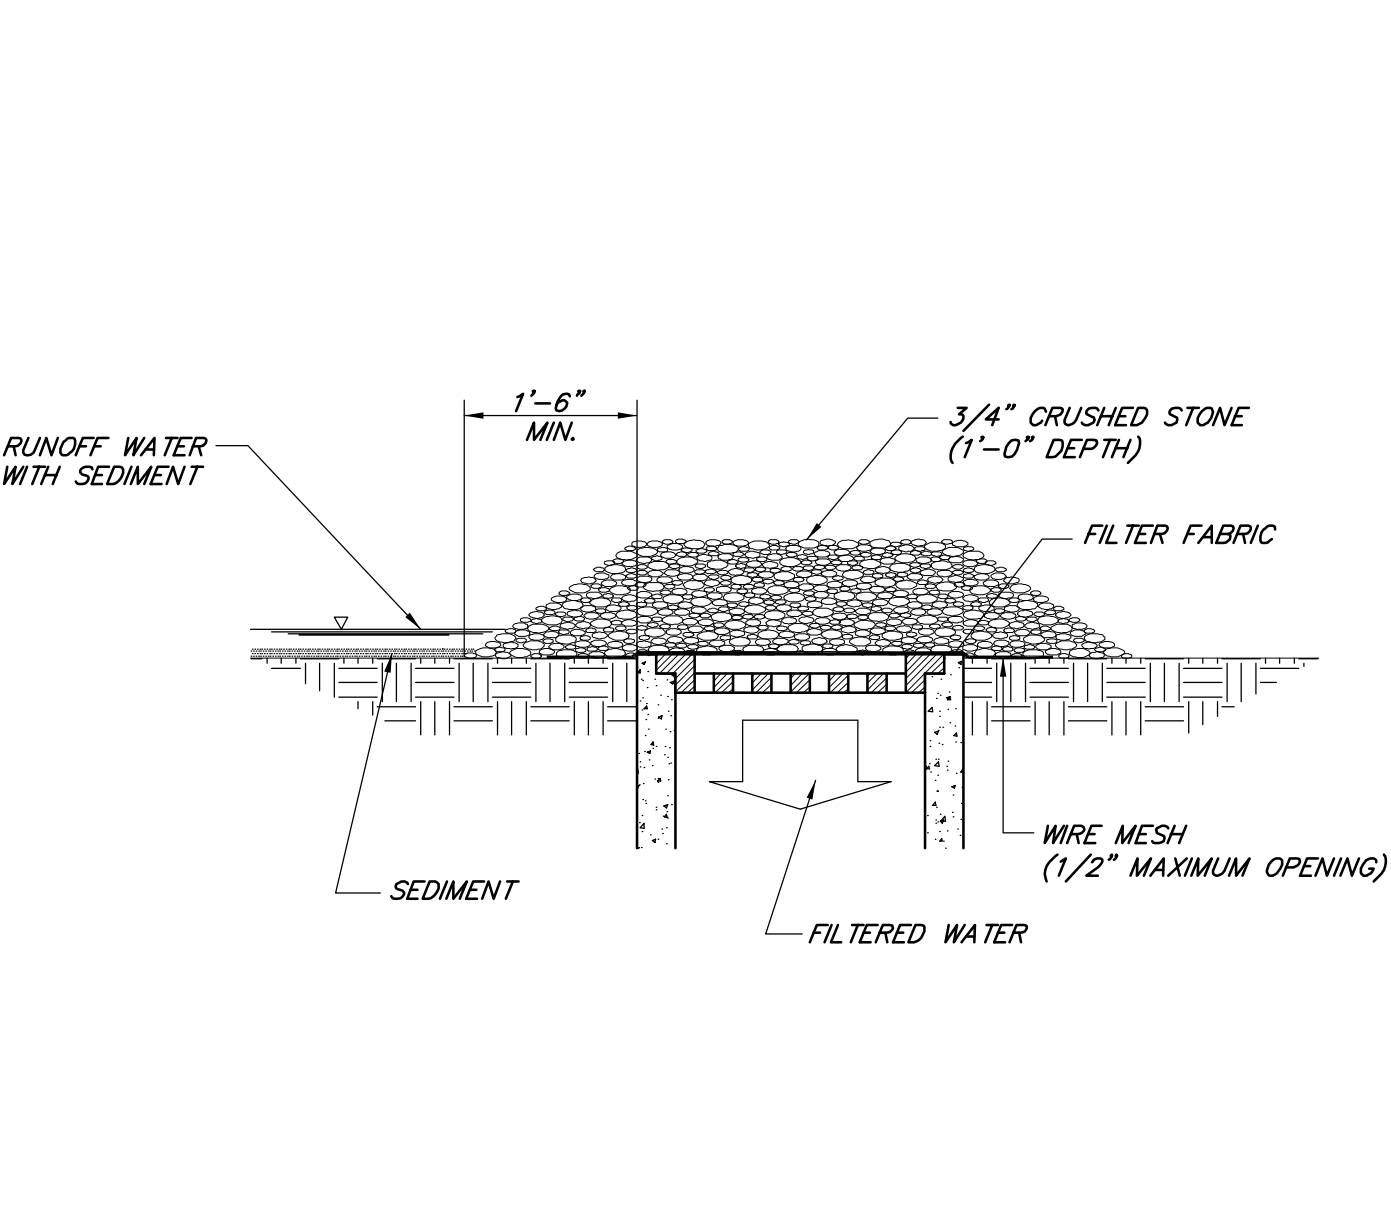 1'-6"
MIN.
RUNOFF WATER
WITH SEDIMENT
3/4" CRUSHED STONE
(1'-0" DEPTH)
FILTER FABRIC
WIRE MESH
(1/2" MAXIMUM OPENING)
SEDIMENT
FILTERED WATER